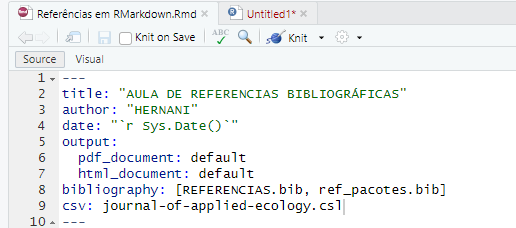 Referências em RMarkdown.Rmd
Untitled1*
Knit on Save
ABC
Knit
Source
Visual
1 ---
2 title: "AULA DE REFERENCIAS BIBLIOGRÁFICAS"
3 author: "HERNANI"
4 date: "`r Sys.Date()`"
5 output:
6 pdf_document: default
7 html_document: default
8 bibliography: [REFERENCIAS.bib, ref_pacotes.bib]
9 csv: journal-of-applied-ecology.csl
10 ---